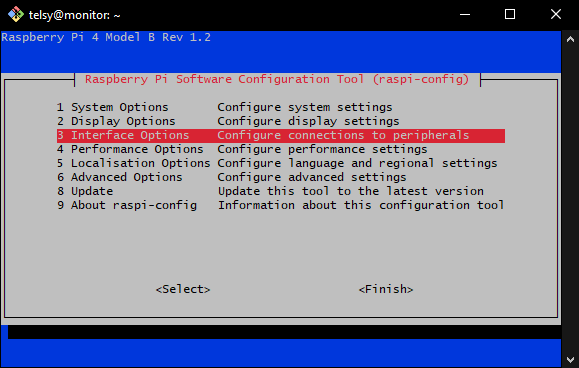 telsy@monitor: ~
Raspberry Pi 4 Model B Rev 1.2
Raspberry Pi Software Configuration Tool (raspi-config)
1 System Options Configure system settings
2 Display Options Configure display settings
3 Interface Options Configure connections to peripherals
4 Performance Options Configure performance settings
5 Localisation Options Configure language and regional settings
6 Advanced Options Configure advanced settings
8 Update Update this tool to the latest version
9 About raspi-config Information about this configuration tool
<Select> <Finish>